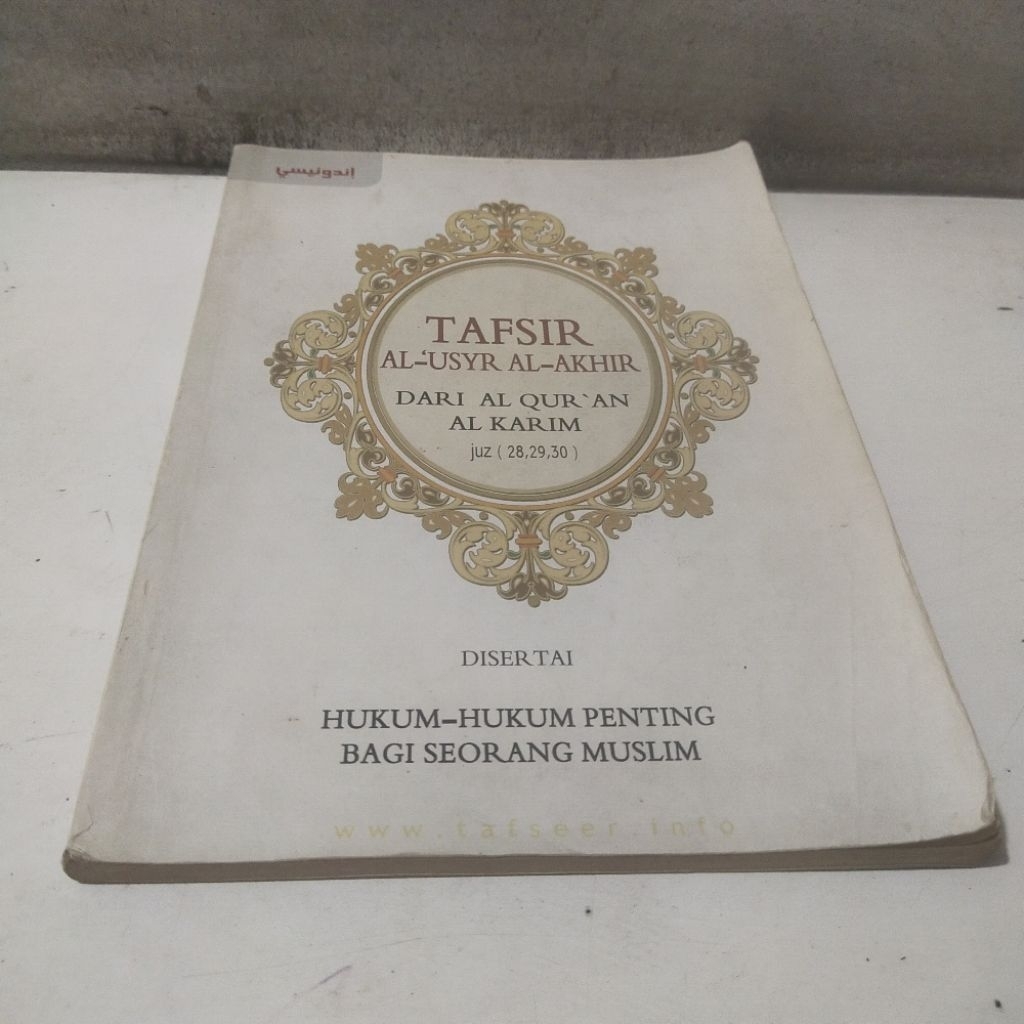 إندونيسي
TAFSIR
AL-'USYR AL-AKHIR
DARI AL QUR`AN
AL KARIM
juz ( 28,29,30 )
DISERTAI
HUKUM-HUKUM PENTING
BAGI SEORANG MUSLIM
www.tafseer.info